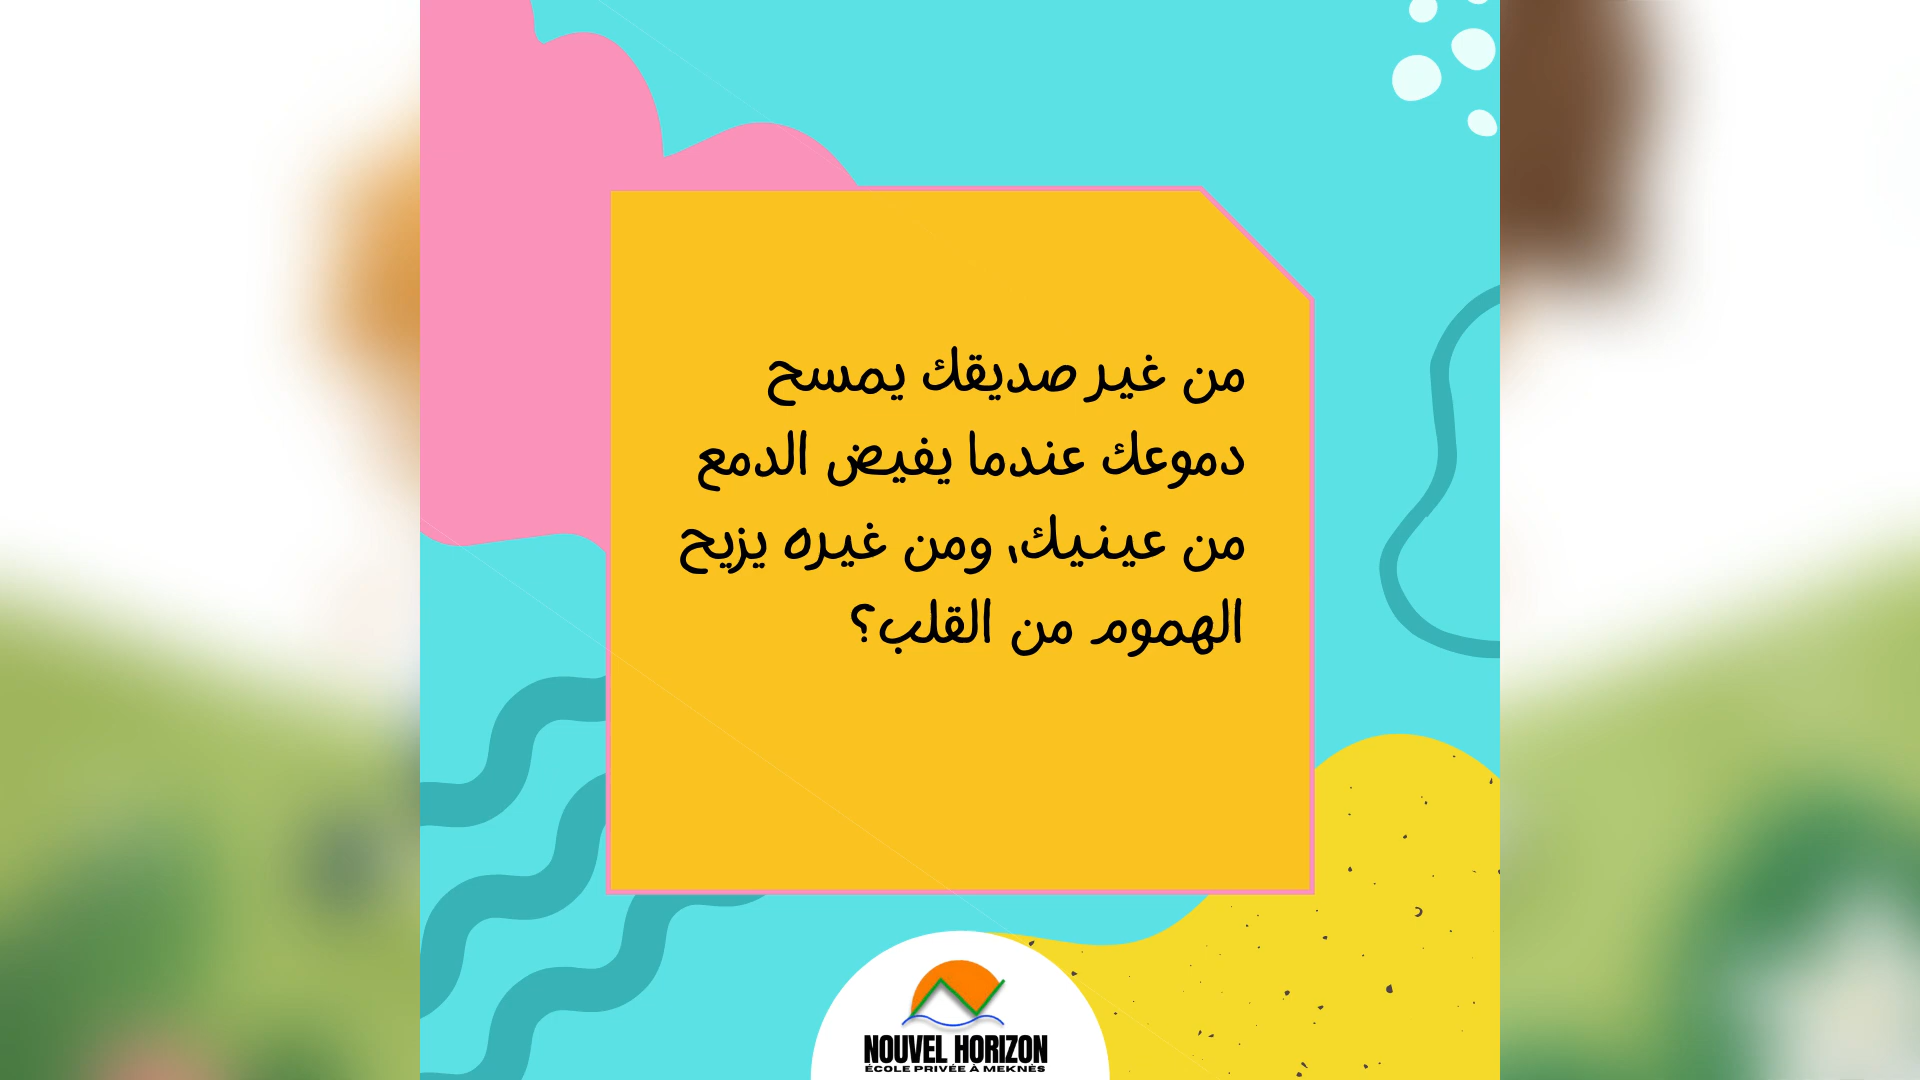 من غير صديقك يمسح
دموعك عندما يفيض الدمع
من عينيك، ومن غيره يزيح
الهموم من القلب؟
NOUVEL HORIZON
ÉCOLE PRIVÉE À MEKNÈS